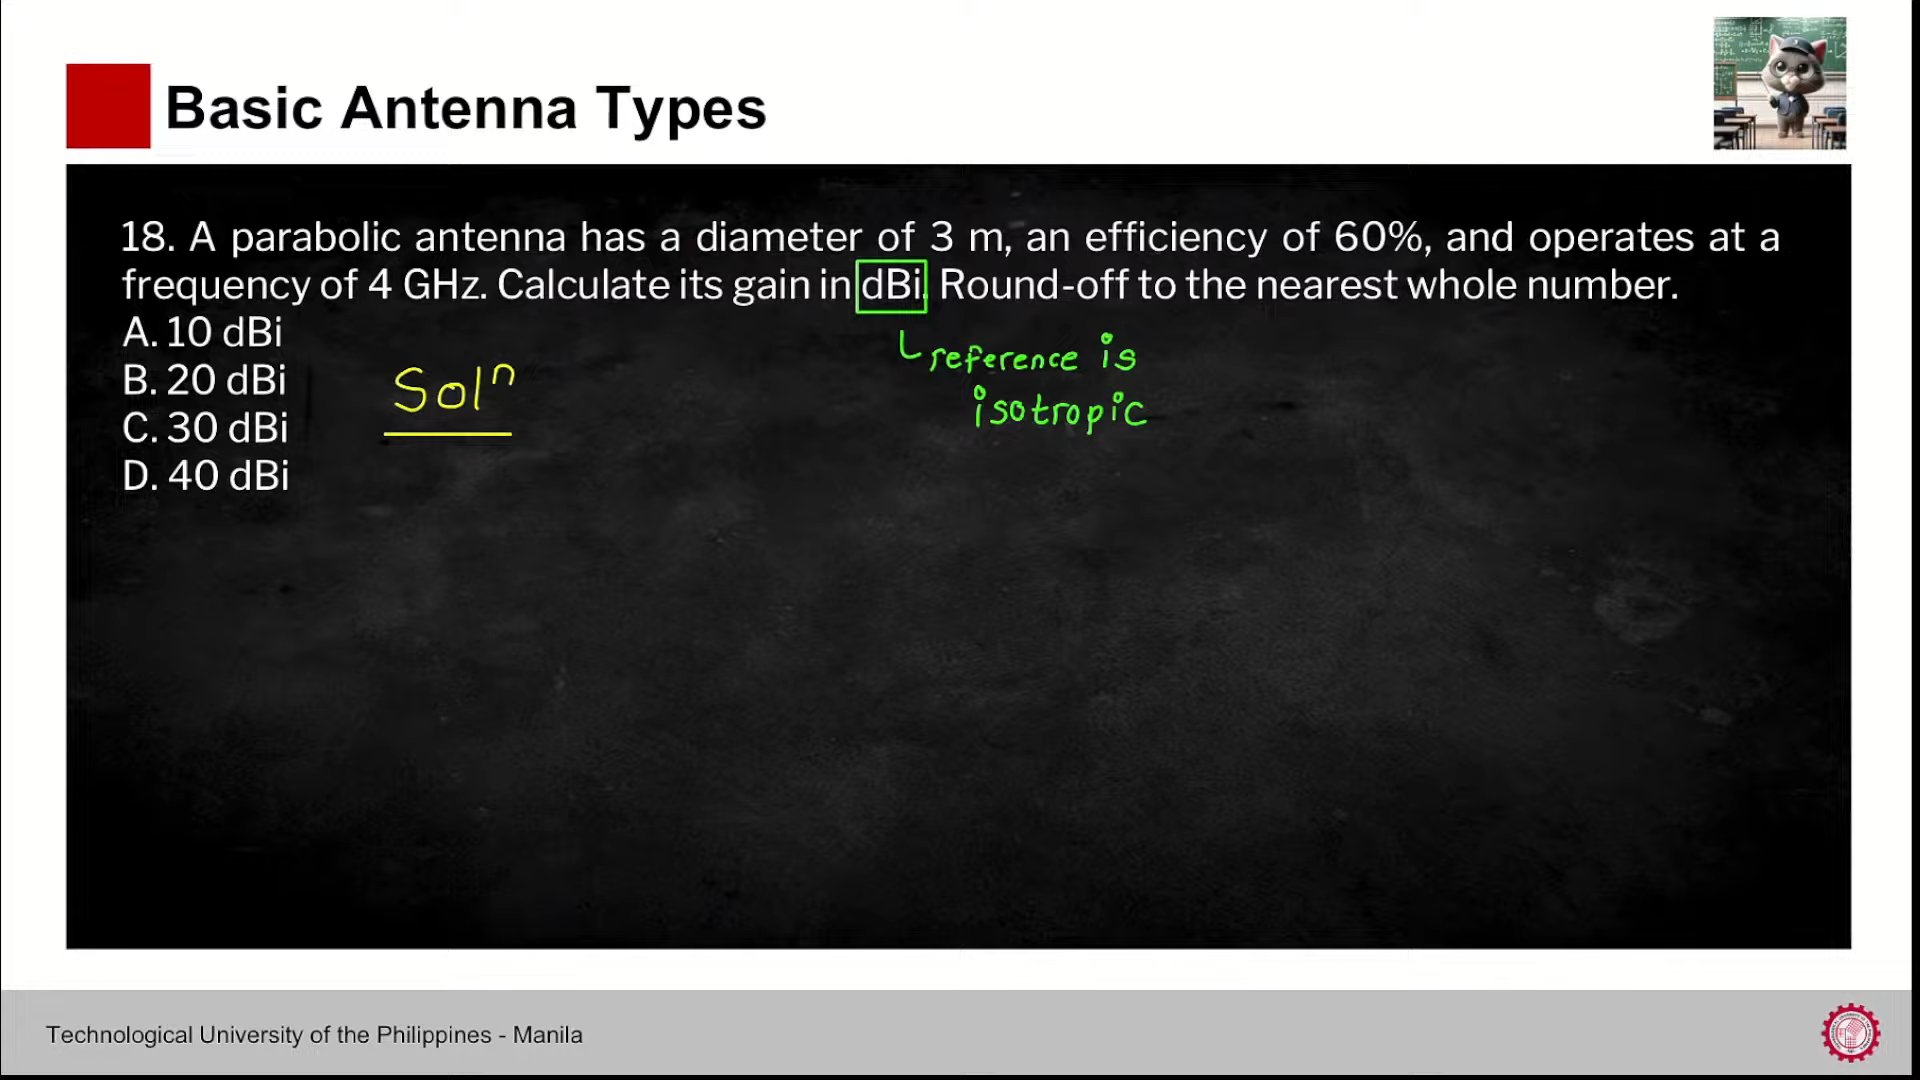 Basic Antenna Types
18. A parabolic antenna has a diameter of 3 m, an efficiency of 60%, and operates at a
frequency of 4 GHz. Calculate its gain in dBi. Round-off to the nearest whole number.
A. 10 dBi
B. 20 dBi
C. 30 dBi
D. 40 dBi
Solⁿ
reference is
isotropic
Technological University of the Philippines - Manila